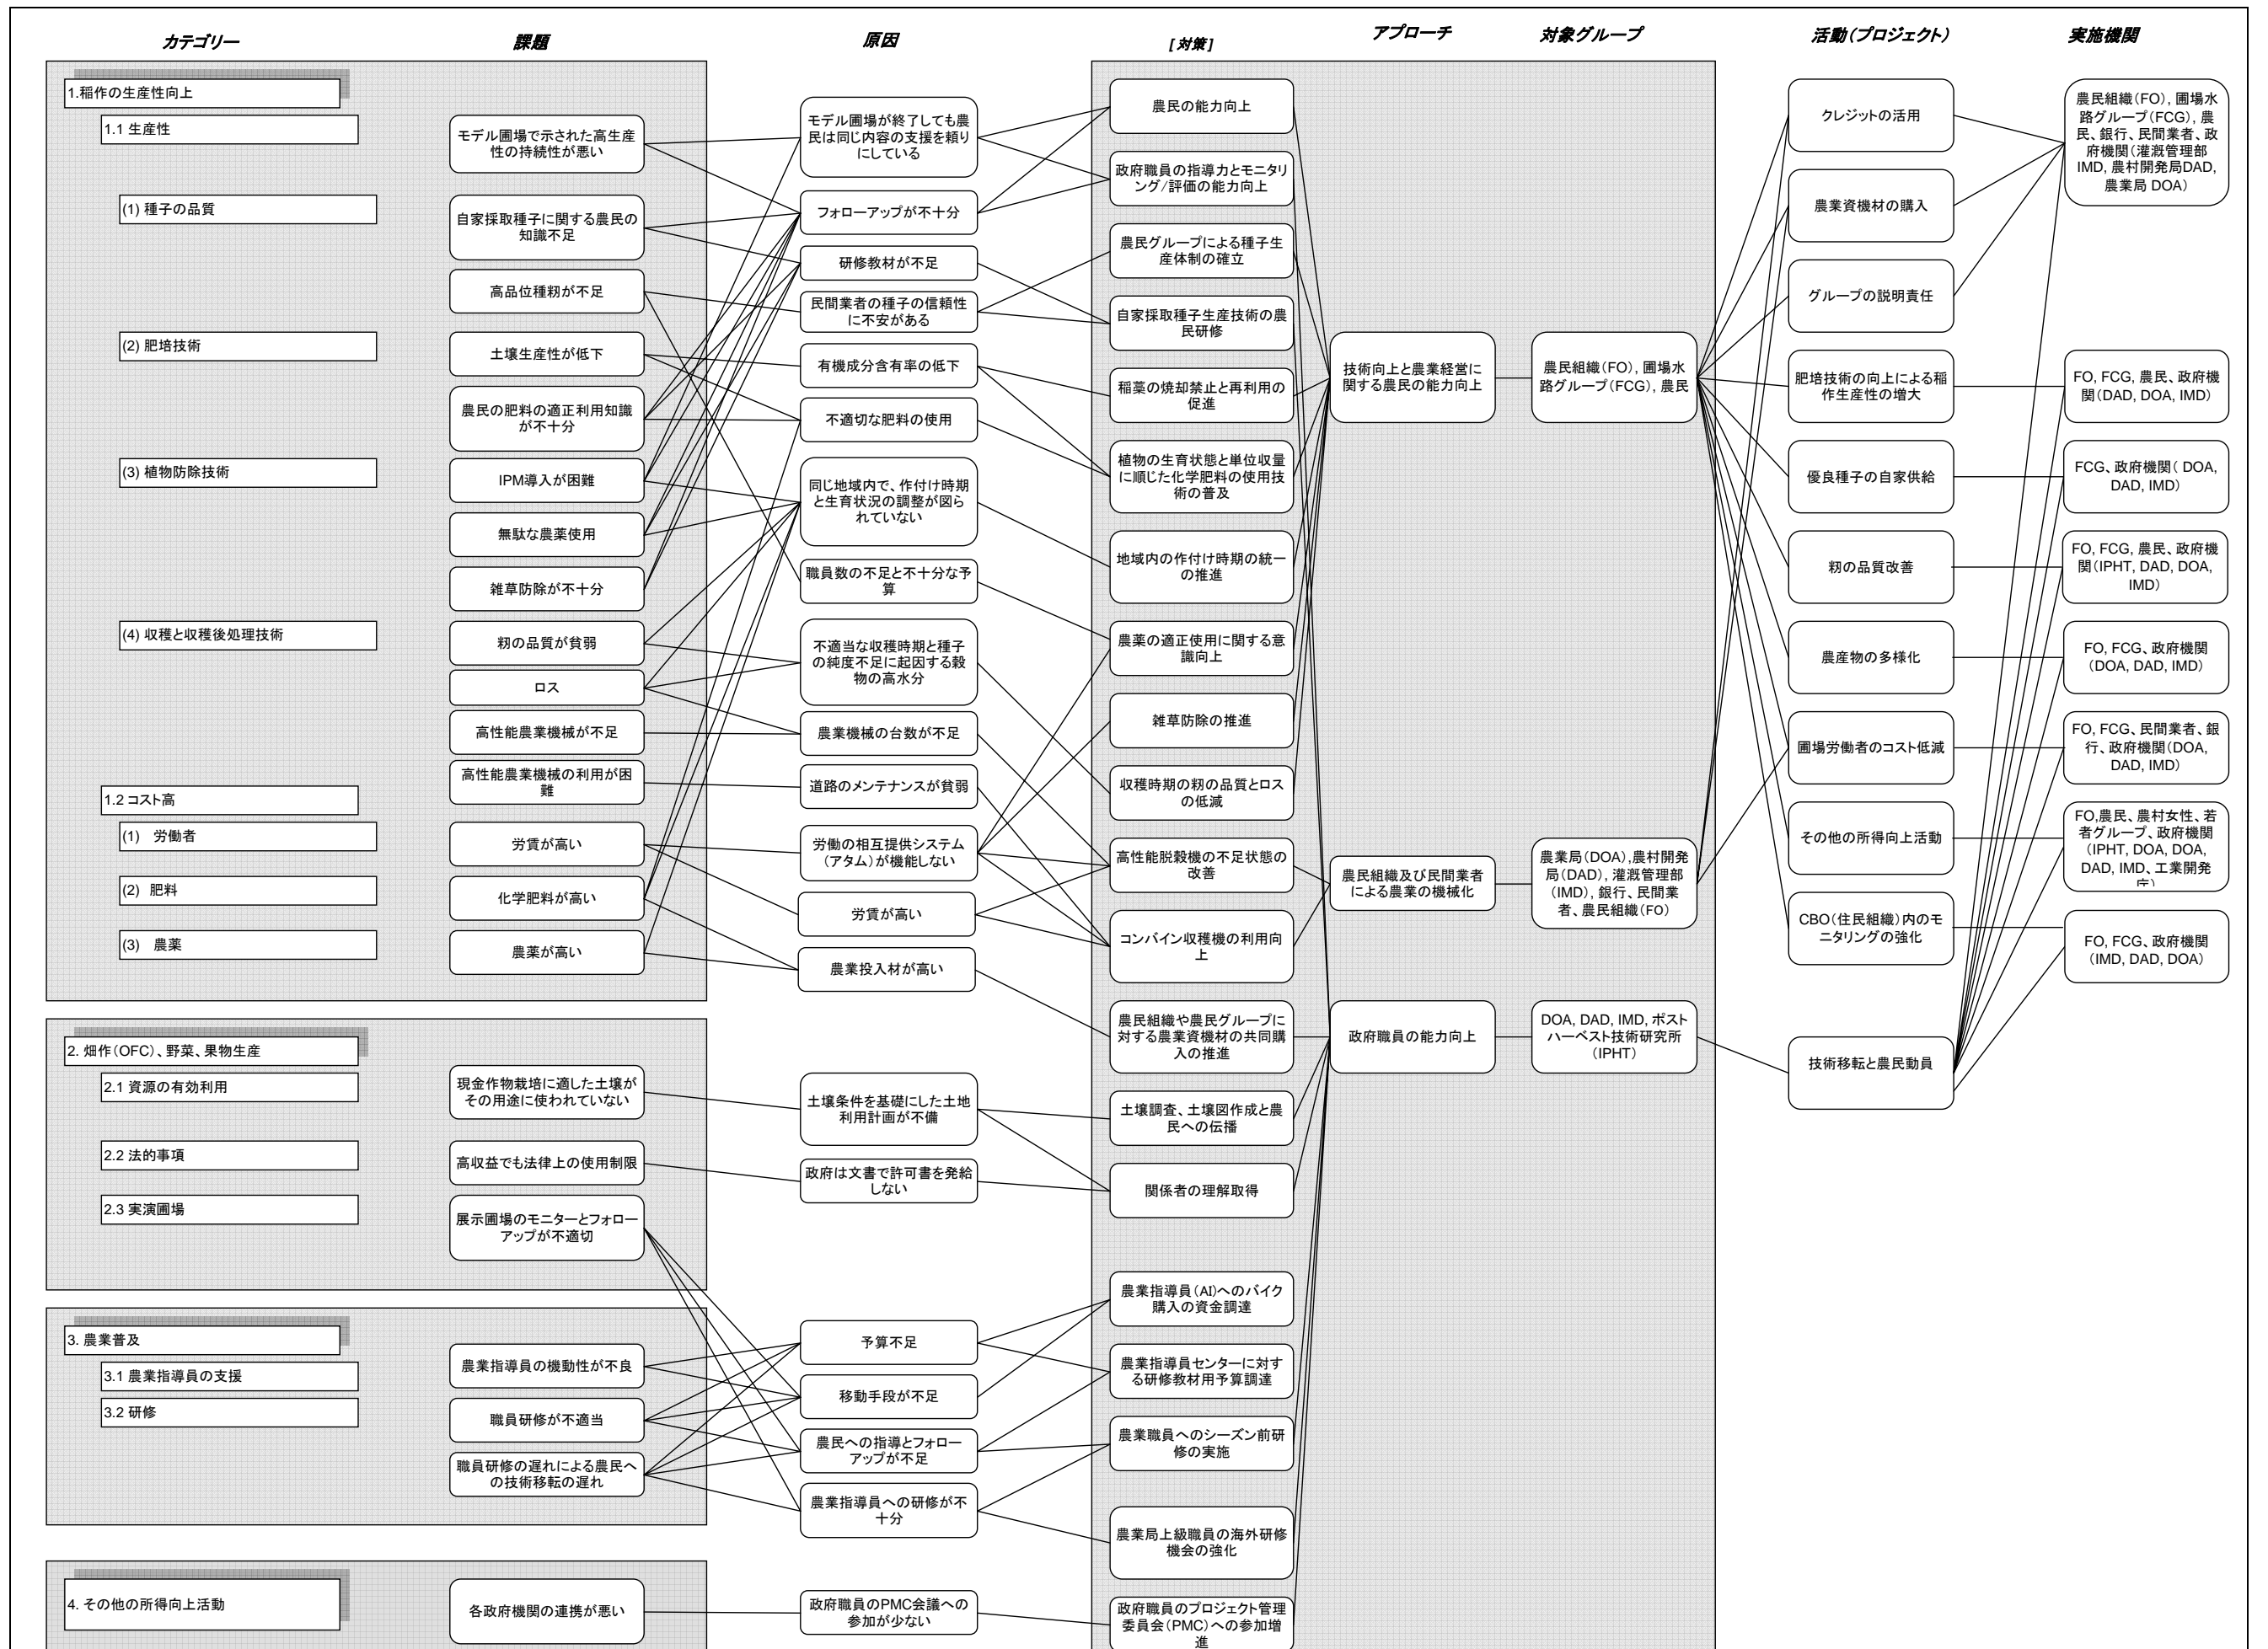 カテゴリー
課題
原因
[ 対策 ]
アプローチ
対象グループ
活動（プロジェクト）
実施機関
1.稲作の生産性向上
1.1 生産性
(1) 種子の品質
(2) 肥培技術
(3) 植物防除技術
(4) 収穫と収穫後処理技術
1.2 コスト高
(1) 労働者
(2) 肥料
(3) 農薬
2. 畑作（OFC）、野菜、果物生産
2.1 資源の有効利用
2.2 法的事項
2.3 実演圃場
3. 農業普及
3.1 農業指導員の支援
3.2 研修
4. その他の所得向上活動
モデル圃場で示された高生産
性の持続性が悪い
自家採取種子に関する農民の
知識不足
高品位種籾が不足
土壌生産性が低下
農民の肥料の適正利用知識
が不十分
IPM導入が困難
無駄な農薬使用
雑草防除が不十分
籾の品質が貧弱
ロス
高性能農業機械が不足
高性能農業機械の利用が困
難
労賃が高い
化学肥料が高い
農薬が高い
現金作物栽培に適した土壌が
その用途に使われていない
高収益でも法律上の使用制限
展示圃場のモニターとフォロー
アップが不適切
農業指導員の機動性が不良
職員研修が不適当
職員研修の遅れによる農民へ
の技術移転の遅れ
各政府機関の連携が悪い
モデル圃場が終了しても農
民は同じ内容の支援を頼り
にしている
フォローアップが不十分
研修教材が不足
民間業者の種子の信頼性
に不安がある
有機成分含有率の低下
不適切な肥料の使用
同じ地域内で、作付け時期
と生育状況の調整が図ら
れていない
職員数の不足と不十分な予
算
不適当な収穫時期と種子
の純度不足に起因する穀
物の高水分
農業機械の台数が不足
道路のメンテナンスが貧弱
労働の相互提供システム
（アタム）が機能しない
労賃が高い
農業投入材が高い
土壌条件を基礎にした土地
利用計画が不備
政府は文書で許可書を発給
しない
予算不足
移動手段が不足
農民への指導とフォロー
アップが不足
農業指導員への研修が不
十分
政府職員のPMC会議への
参加が少ない
農民の能力向上
政府職員の指導力とモニタリ
ング/評価の能力向上
農民グループによる種子生
産体制の確立
自家採取種子生産技術の農
民研修
稲藁の焼却禁止と再利用の
促進
植物の生育状態と単位収量
に順じた化学肥料の使用技
術の普及
地域内の作付け時期の統一
の推進
農薬の適正使用に関する意
識向上
雑草防除の推進
収穫時期の籾の品質とロス
の低減
高性能脱穀機の不足状態の
改善
コンバイン収穫機の利用向
上
農民組織や農民グループに
対する農業資機材の共同購
入の推進
土壌調査、土壌図作成と農
民への伝播
関係者の理解取得
農業指導員（AI)へのバイク
購入の資金調達
農業指導員センターに対す
る研修教材用予算調達
農業職員へのシーズン前研
修の実施
農業局上級職員の海外研修
機会の強化
政府職員のプロジェクト管理
委員会（PMC）への参加増
進
技術向上と農業経営に
関する農民の能力向上
農民組織及び民間業者
による農業の機械化
政府職員の能力向上
農民組織（FO）, 圃場水
路グループ（FCG）, 農民
農業局（DOA）,農村開発
局（DAD）, 灌漑管理部
（IMD）, 銀行、民間業
者、農民組織（FO）
DOA, DAD, IMD, ポスト
ハーベスト技術研究所
（IPHT）
クレジットの活用
農業資機材の購入
グループの説明責任
肥培技術の向上による稲
作生産性の増大
優良種子の自家供給
籾の品質改善
農産物の多様化
圃場労働者のコスト低減
その他の所得向上活動
CBO（住民組織）内のモ
ニタリングの強化
技術移転と農民動員
農民組織（FO）, 圃場水
路グループ（FCG）, 農
民、銀行、民間業者、政
府機関（灌漑管理部
IMD, 農村開発局DAD,
農業局 DOA）
FO, FCG, 農民、政府機
関（DAD, DOA, IMD）
FCG、政府機関（ DOA,
DAD, IMD）
FO, FCG, 農民、政府機
関（IPHT, DAD, DOA,
IMD）
FO, FCG、政府機関
（DOA, DAD, IMD）
FO, FCG、民間業者、銀
行、政府機関（DOA,
DAD, IMD）
FO,農民、農村女性、若
者グループ、政府機関
（IPHT, DOA, DOA,
DAD, IMD、工業開発
庁）
FO, FCG、政府機関
（IMD, DAD, DOA）